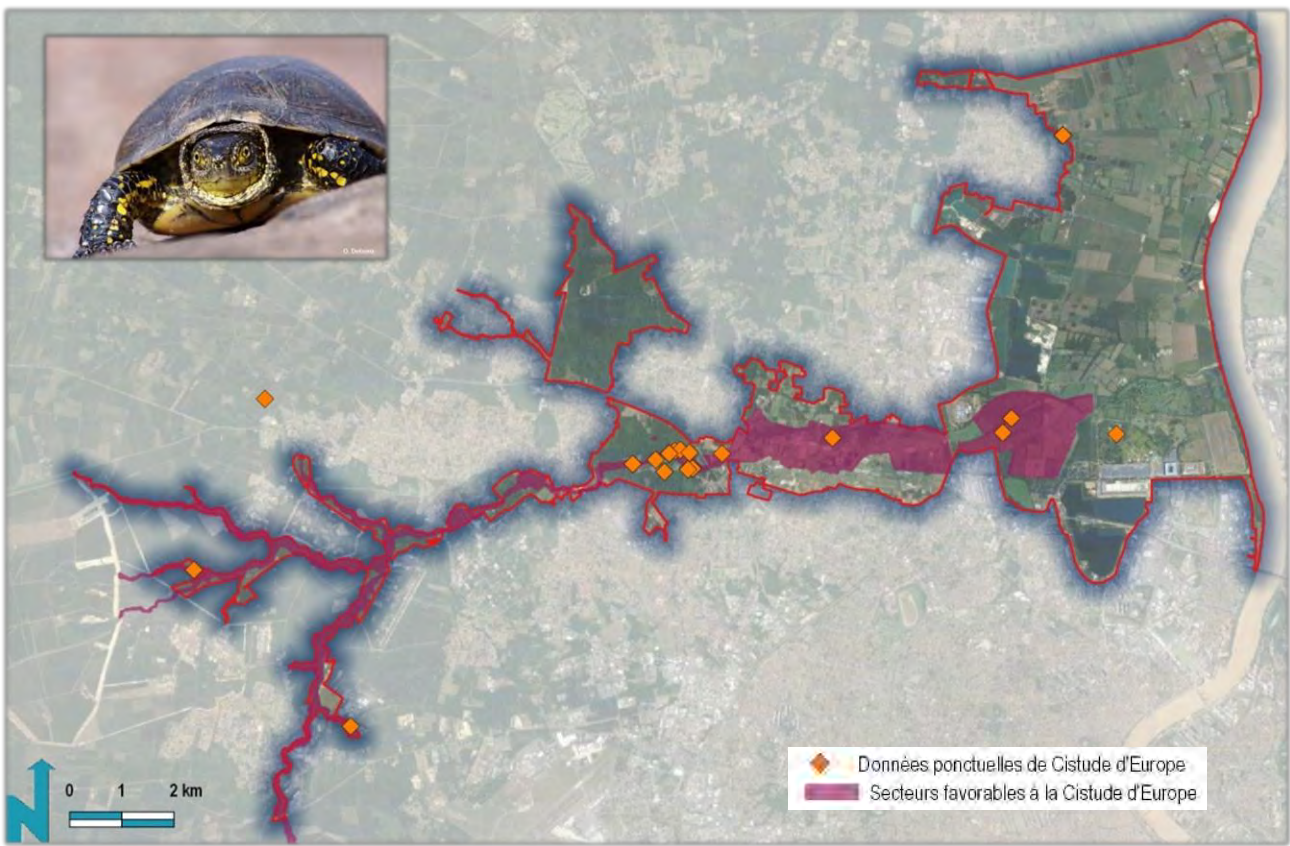 0 1 2 km
Données ponctuelles de Cistude d'Europe
Secteurs favorables à la Cistude d'Europe